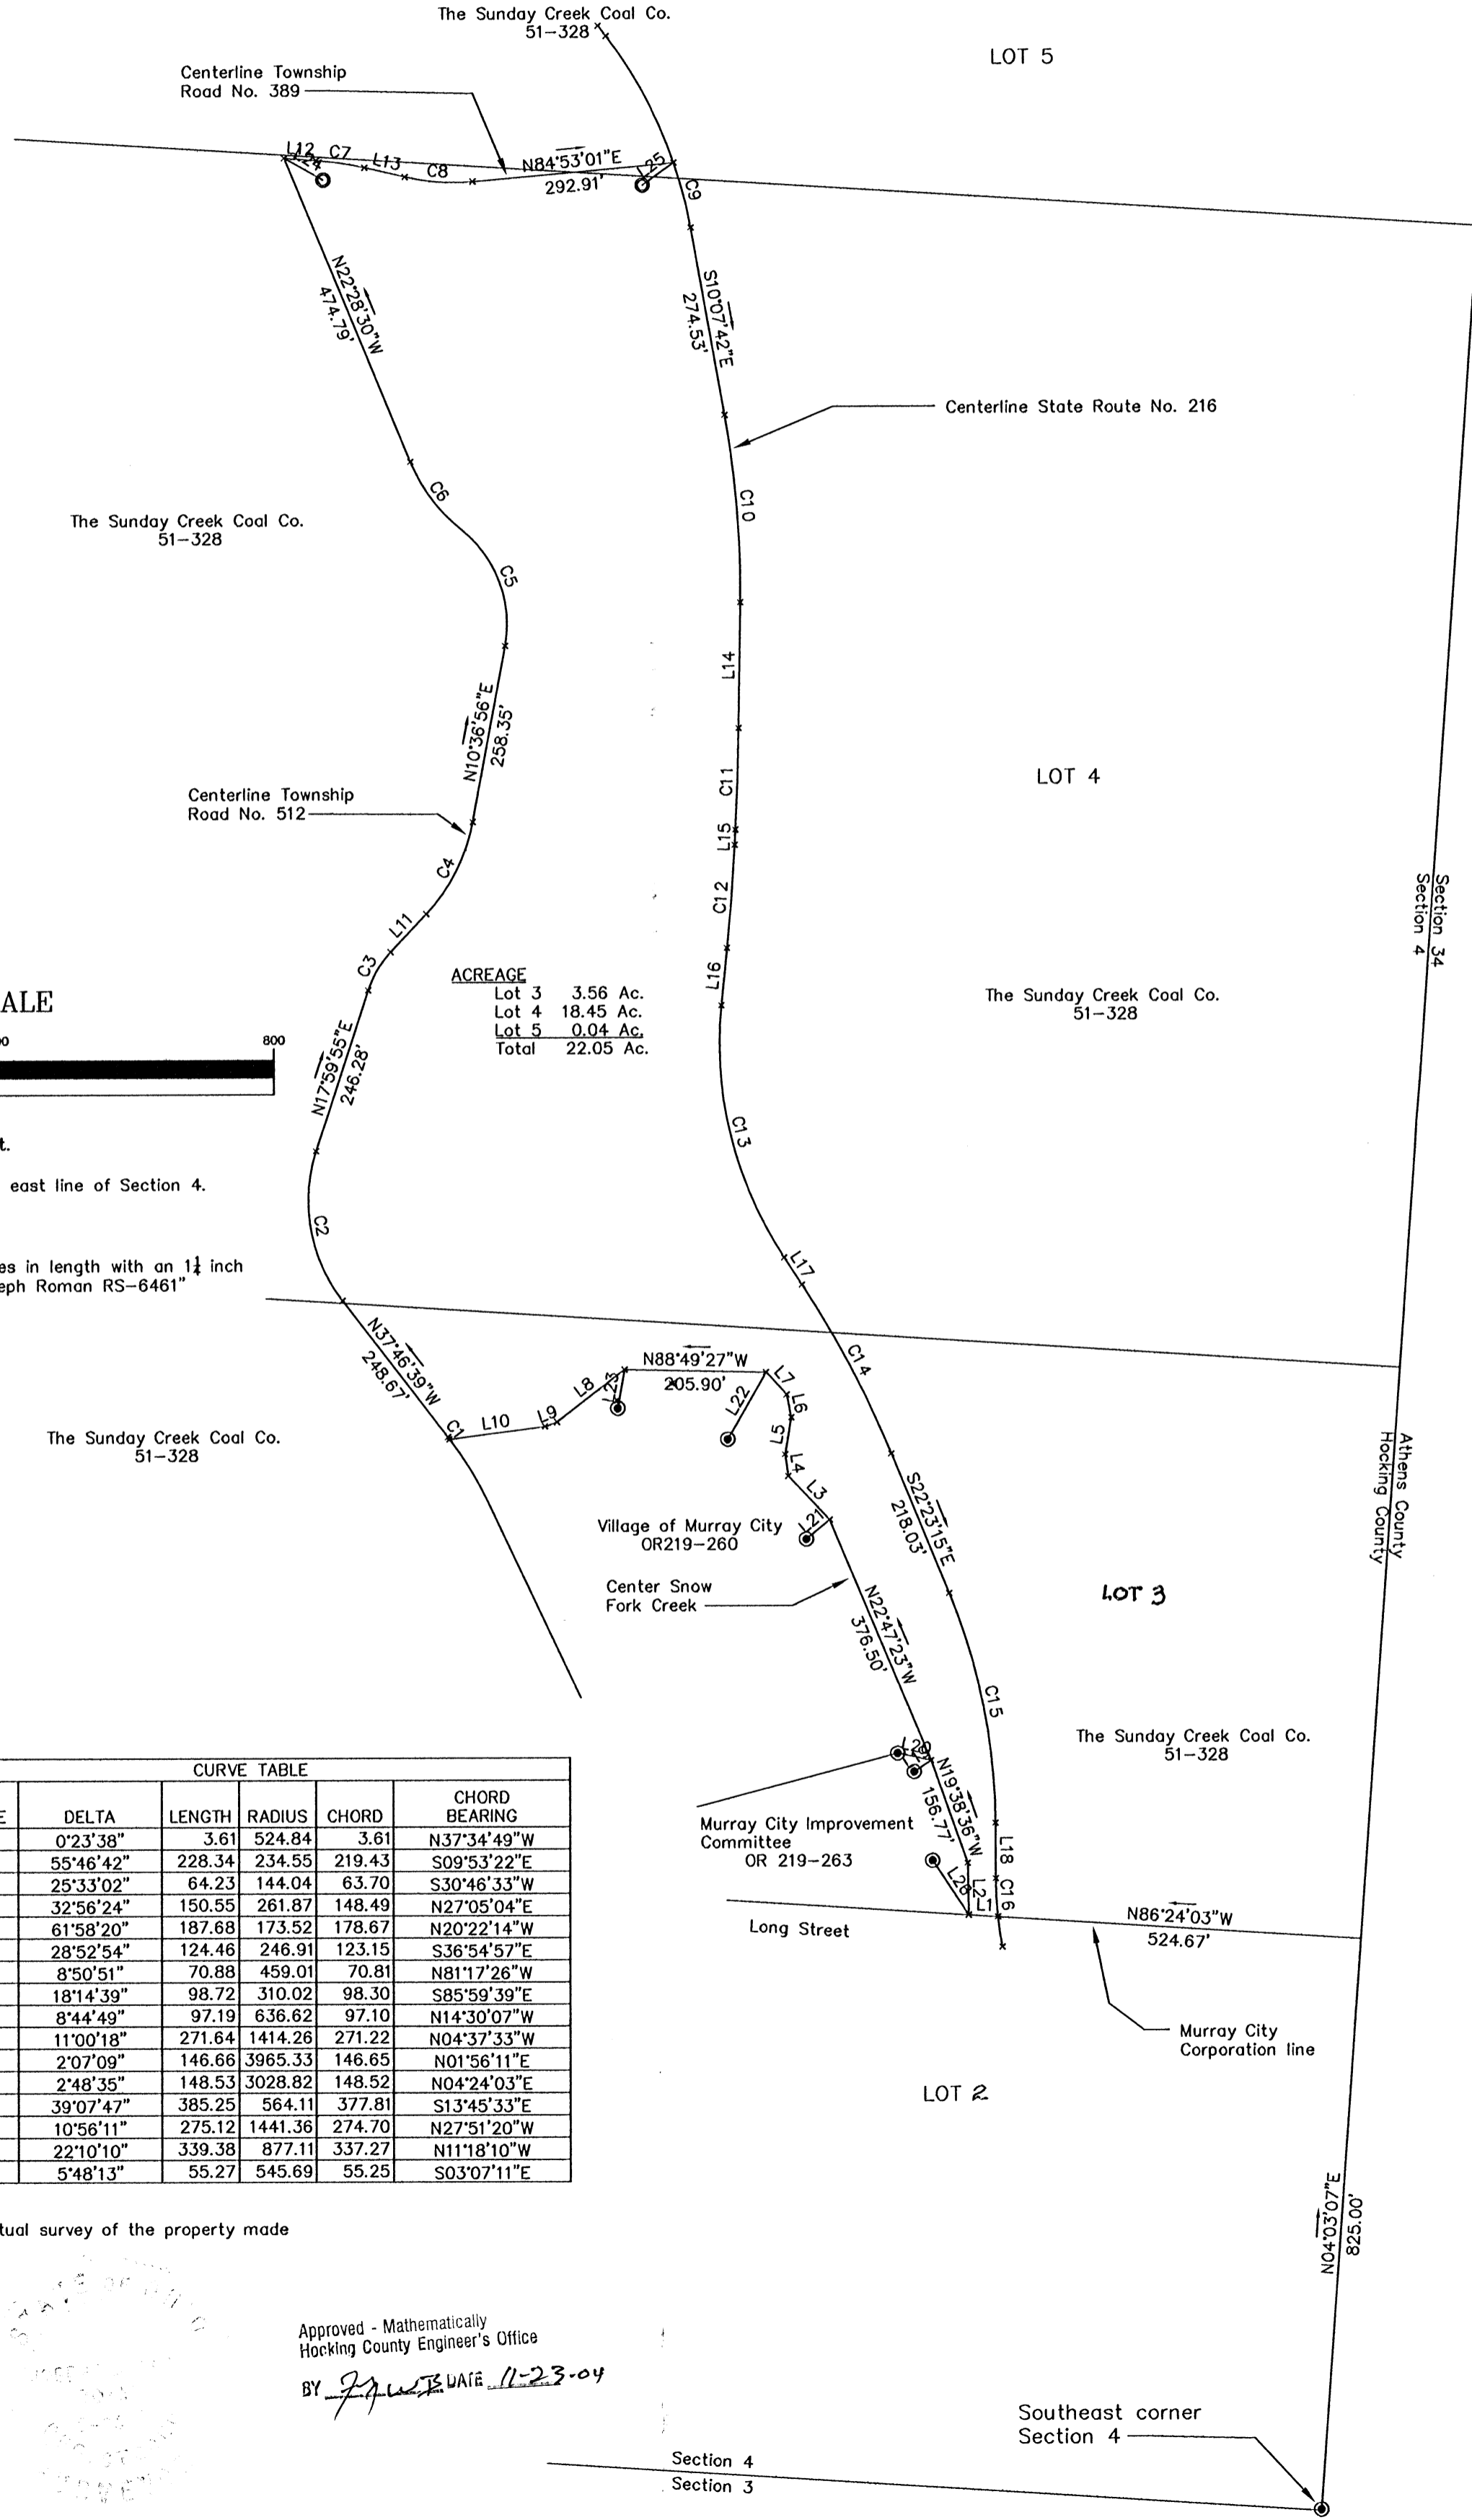 The Sunday Creek Coal Co.
51-328
LOT 5
Centerline Township
Road No. 389
L12
C7
L13
C8
N84°53'01"E
292.91'
L25
L24
C9
N22°28'30"W
474.79'
S10°07'42"E
274.53'
Centerline State Route No. 216
C6
C10
The Sunday Creek Coal Co.
51-328
C5
L14
N10°36'56"E
258.35'
C11
LOT 4
Centerline Township
Road No. 512
L15
C4
C12
Section 34
Section 4
L11
C3
L16
ACREAGE
Lot 3 3.56 Ac.
Lot 4 18.45 Ac.
Lot 5 0.04 Ac.
Total 22.05 Ac.
The Sunday Creek Coal Co.
51-328
ALE
800
N17°59'55"E
246.28'
t.
C13
east line of Section 4.
C2
L17
es in length with an 1¼ inch
eph Roman RS-6461"
N37°46'39"W
248.67'
C14
N88°49'27"W
205.90'
L7
L8
L23
L22
L6
L9
L10
C1
L5
L4
The Sunday Creek Coal Co.
51-328
Athens County
Hocking County
L3
S22°23'15"E
218.03'
Village of Murray City
OR219-260
L21
Center Snow
Fork Creek
LOT 3
N22°47'23"W
376.50'
C15
The Sunday Creek Coal Co.
51-328
N19°38'36"W
156.77'
Murray City Improvement
Committee
OR 219-263
L18
L2
L1
C16
Long Street
N86°24'03"W
524.67'
Murray City
Corporation line
LOT 2
CURVE TABLE
E DELTA LENGTH RADIUS CHORD CHORD BEARING
0°23'38" 3.61 524.84 3.61 N37°34'49"W
55°46'42" 228.34 234.55 219.43 S09°53'22"E
25°33'02" 64.23 144.04 63.70 S30°46'33"W
32°56'24" 150.55 261.87 148.49 N27°05'04"E
61°58'20" 187.68 173.52 178.67 N20°22'14"W
28°52'54" 124.46 246.91 123.15 S36°54'57"E
8°50'51" 70.88 459.01 70.81 N81°17'26"W
18°14'39" 98.72 310.02 98.30 S85°59'39"E
8°44'49" 97.19 636.62 97.10 N14°30'07"W
11°00'18" 271.64 1414.26 271.22 N04°37'33"W
2°07'09" 146.66 3965.33 146.65 N01°56'11"E
2°48'35" 148.53 3028.82 148.52 N04°24'03"E
39°07'47" 385.25 564.11 377.81 S13°45'33"E
10°56'11" 275.12 1441.36 274.70 N27°51'20"W
22°10'10" 339.38 877.11 337.27 N11°18'10"W
5°48'13" 55.27 545.69 55.25 S03°07'11"E
tual survey of the property made
N04°03'07"E
825.00'
Approved - Mathematically
Hocking County Engineer's Office
BY DATE 11-23-04
Southeast corner
Section 4
Section 4
Section 3